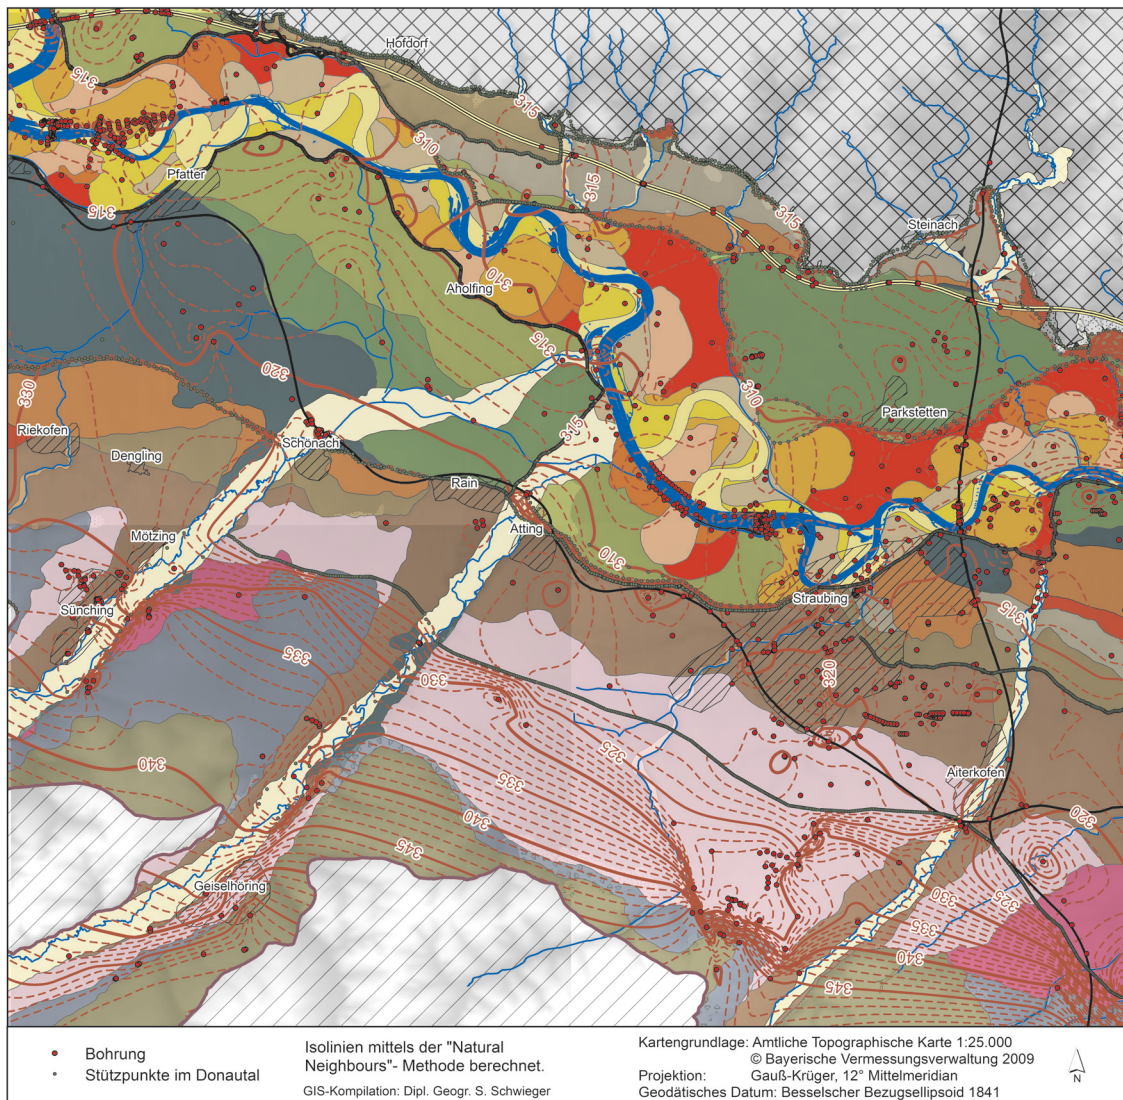 Hofdorf
315
315
310
Pfatter
315
315
315
Steinach
310
Aholfing
315
320
310
330
Parkstetten
Riekofen
315
Schönach
Dengling
Rain
Atting
Mötzing
310
Straubing
Sünching
315
335
320
330
325
340
Aiterkofen
335
320
340
345
Geiselhöring
330
325
335
340
345
Bohrung
Stützpunkte im Donautal
Isolinien mittels der "Natural
Neighbours"- Methode berechnet.
GIS-Kompilation: Dipl. Geogr. S. Schwieger
Kartengrundlage: Amtliche Topographische Karte 1:25.000
© Bayerische Vermessungsverwaltung 2009
Projektion: Gauß-Krüger, 12° Mittelmeridian
Geodätisches Datum: Besselscher Bezugsellipsoid 1841
N